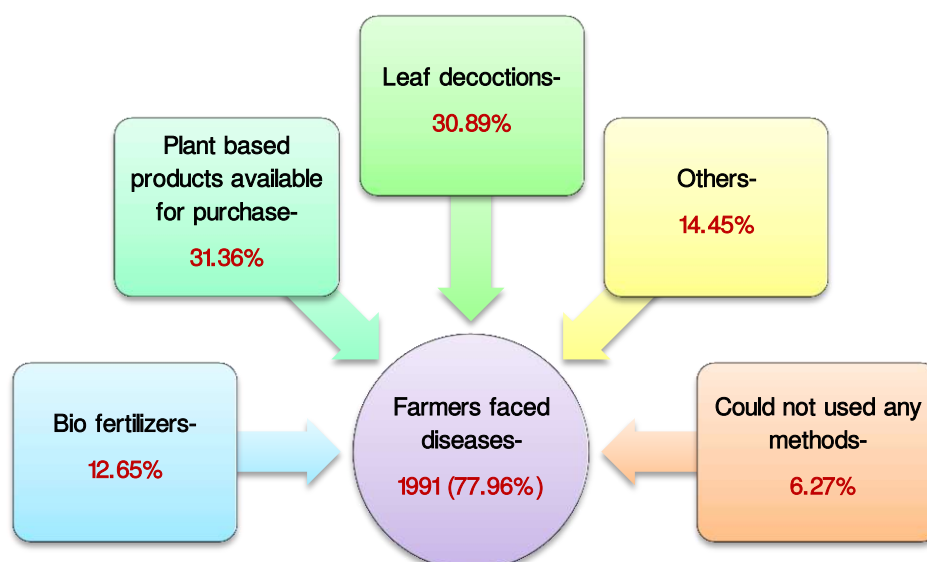 Leaf decoctions-
30.89%
Plant based
products available
for purchase-
31.36%
Others-
14.45%
Bio fertilizers-
12.65%
Farmers faced
diseases-
1991 (77.96%)
Could not used any
methods-
6.27%